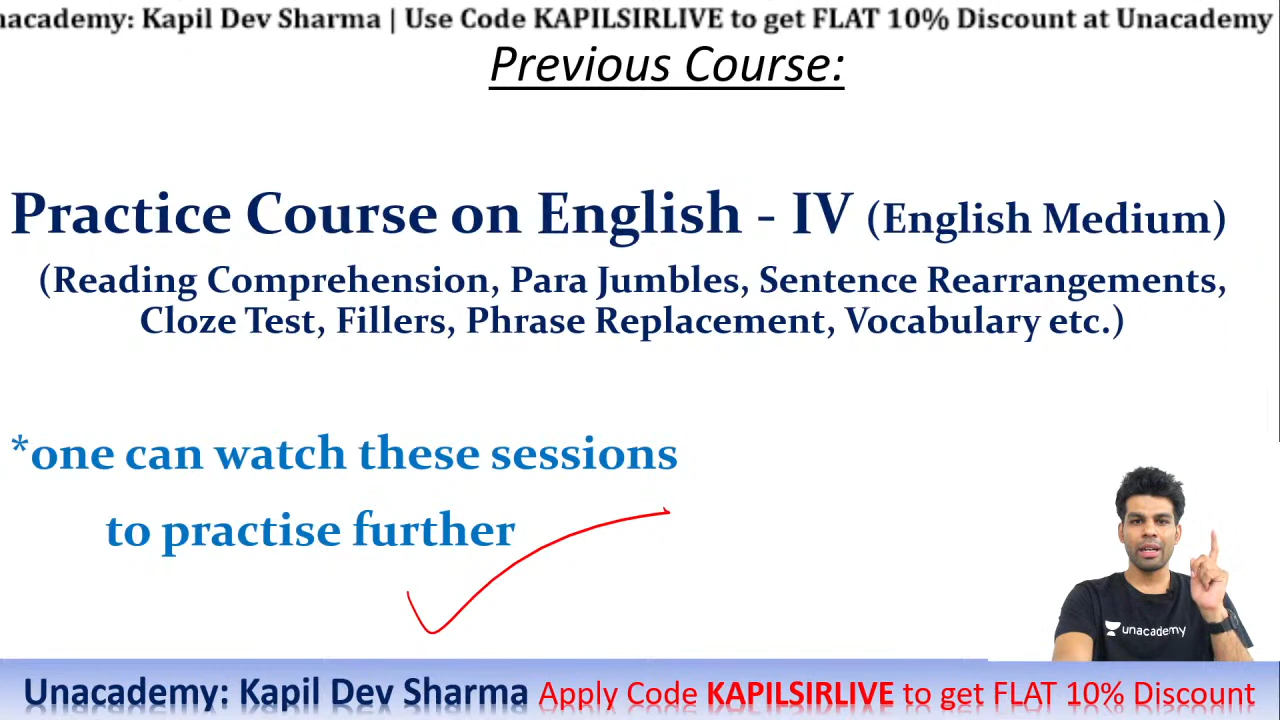 nacademy: Kapil Dev Sharma | Use Code KAPILSIRLIVE to get FLAT 10% Discount at Unacademy
Previous Course:
Practice Course on English - IV (English Medium)
(Reading Comprehension, Para Jumbles, Sentence Rearrangements,
Cloze Test, Fillers, Phrase Replacement, Vocabulary etc.)
*one can watch these sessions
to practise further
unacademy
Unacademy: Kapil Dev Sharma Apply Code KAPILSIRLIVE to get FLAT 10% Discount